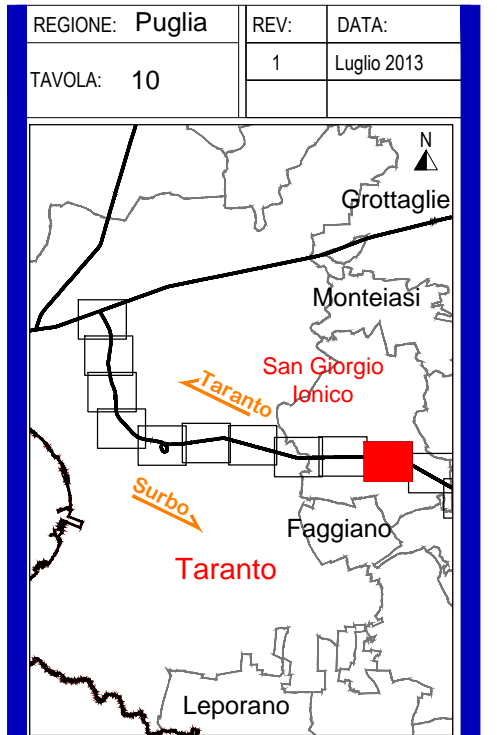 REGIONE: Puglia
REV:
DATA:
1
Luglio 2013
TAVOLA: 10
N
Grottaglie
Monteiasi
San Giorgio
Ionico
Taranto
Surbo
Faggiano
Taranto
Leporano